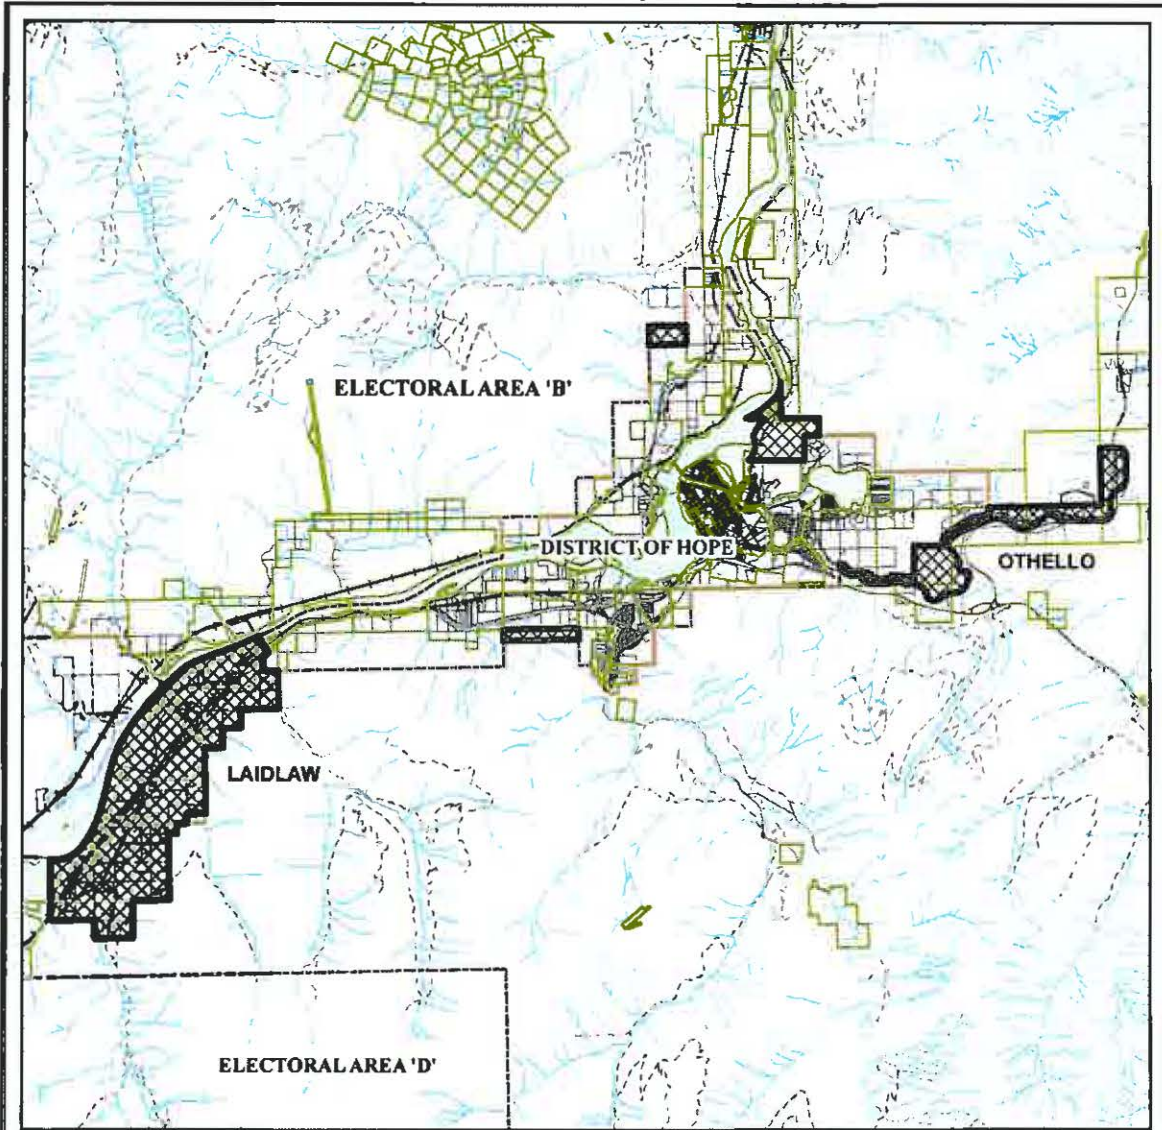 ELECTORAL AREA 'B'
DISTRICT OF HOPE
OTHELLO
LAIDLAW
ELECTORAL AREA 'D'